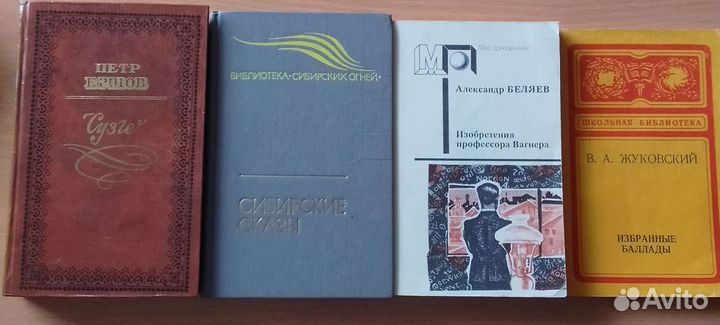 ПЕТР
ЕРШОВ
Сузге
БИБЛИОТЕКА•СИБИРСКИХ ОГНЕЙ•
СИБИРСКИЕ
СКАЗЫ
МП
Мир приключений
Александр БЕЛЯЕВ
Изобретения
профессора Вагнера
ШКОЛЬНАЯ БИБЛИОТЕКА
В. А. ЖУКОВСКИЙ
ИЗБРАННЫЕ
БАЛЛАДЫ
Avito